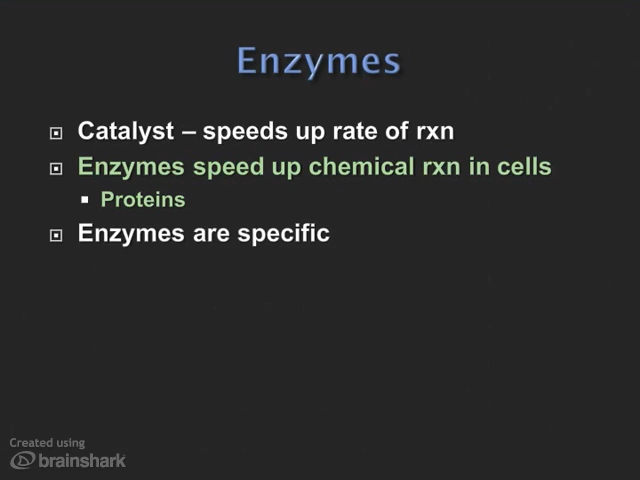 Enzymes
Catalyst – speeds up rate of rxn
Enzymes speed up chemical rxn in cells
Proteins
Enzymes are specific
Created using
brainshark